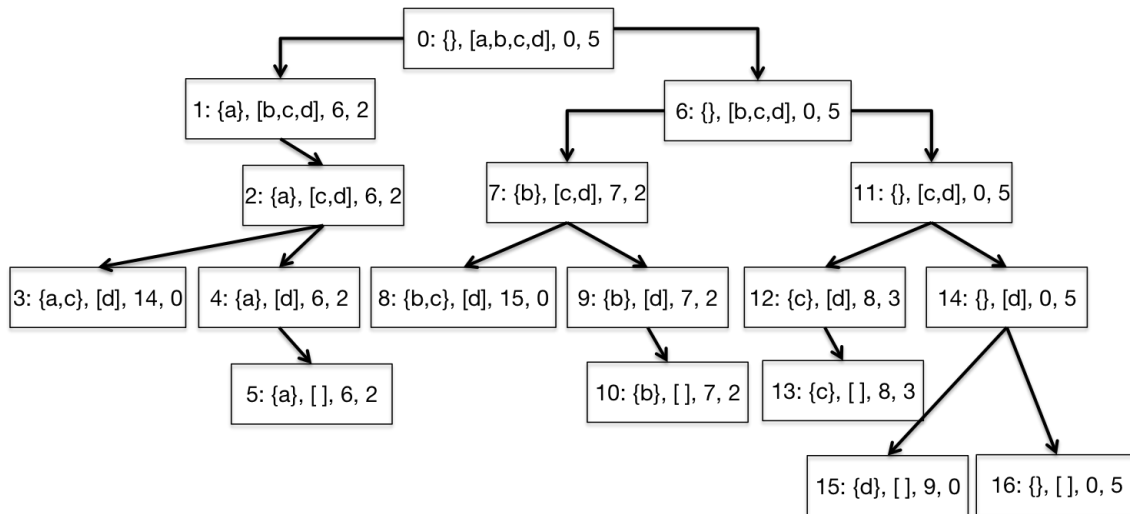 0: {}, [a,b,c,d], 0, 5
1: {a}, [b,c,d], 6, 2
6: {}, [b,c,d], 0, 5
2: {a}, [c,d], 6, 2
7: {b}, [c,d], 7, 2
11: {}, [c,d], 0, 5
3: {a,c}, [d], 14, 0
4: {a}, [d], 6, 2
8: {b,c}, [d], 15, 0
9: {b}, [d], 7, 2
12: {c}, [d], 8, 3
14: {}, [d], 0, 5
5: {a}, [ ], 6, 2
10: {b}, [ ], 7, 2
13: {c}, [ ], 8, 3
15: {d}, [ ], 9, 0
16: {}, [ ], 0, 5